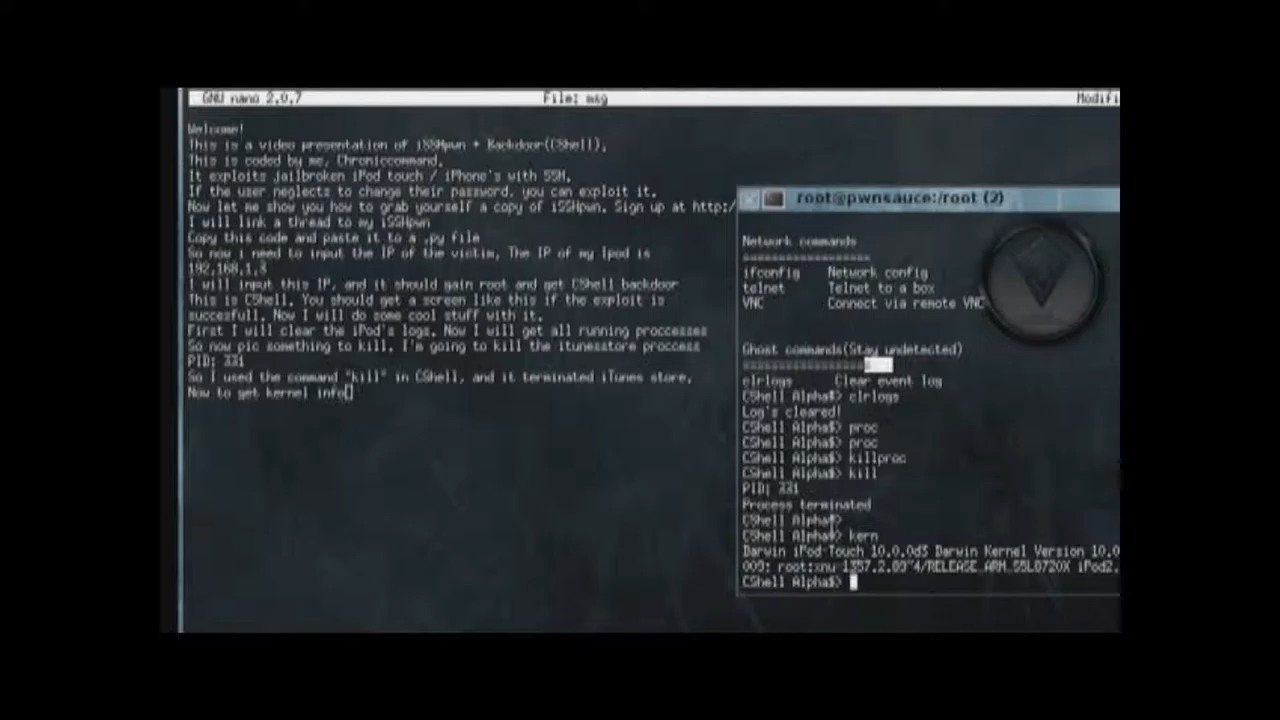 GNU nano 2.0.7 File: msg Modifi
Welcome!
This is a video presentation of iSSHpwn + Backdoor(CShell).
This is coded by me, Chroniccommand.
It exploits jailbroken iPod touch / iPhone's with SSH.
If the user neglects to change their password, you can exploit it.
Now let me show you how to grab yourself a copy of iSSHpwn. Sign up at http:/
I will link a thread to my iSSHpwn
Copy this code and paste it to a .py file
So now i need to input the IP of the victim, The IP of my Ipod is
192.168.1.8
I will input this IP, and it should gain root and get CShell backdoor
This is CShell. You should get a screen like this if the exploit is
succesfull. Now I will do some cool stuff with it.
First I will clear the iPod's logs. Now I will get all running proccesses
So now pic something to kill. I'm going to kill the itunesstore proccess
PID: 331
So I used the command "kill" in CShell, and it terminated iTunes store.
Now to get kernel info
root@pwnsauce:/root (2)
Network commands
==================
ifconfig Network config
telnet Telnet to a box
VNC Connect via remote VNC
Ghost commands(Stay undetected)
clrlogs Clear event log
CShell Alpha$> clrlogs
Log's cleared!
CShell Alpha$> proc
CShell Alpha$> proc
CShell Alpha$> killproc
CShell Alpha$> kill
PID: 331
Process terminated
CShell Alpha$>
CShell Alpha$> kern
Darwin iPod-Touch 10.0.0d3 Darwin Kernel Version 10.0
009; root:xnu-1357.2.89~4/RELEASE_ARM_S5L8720X iPod2,
CShell Alpha$>